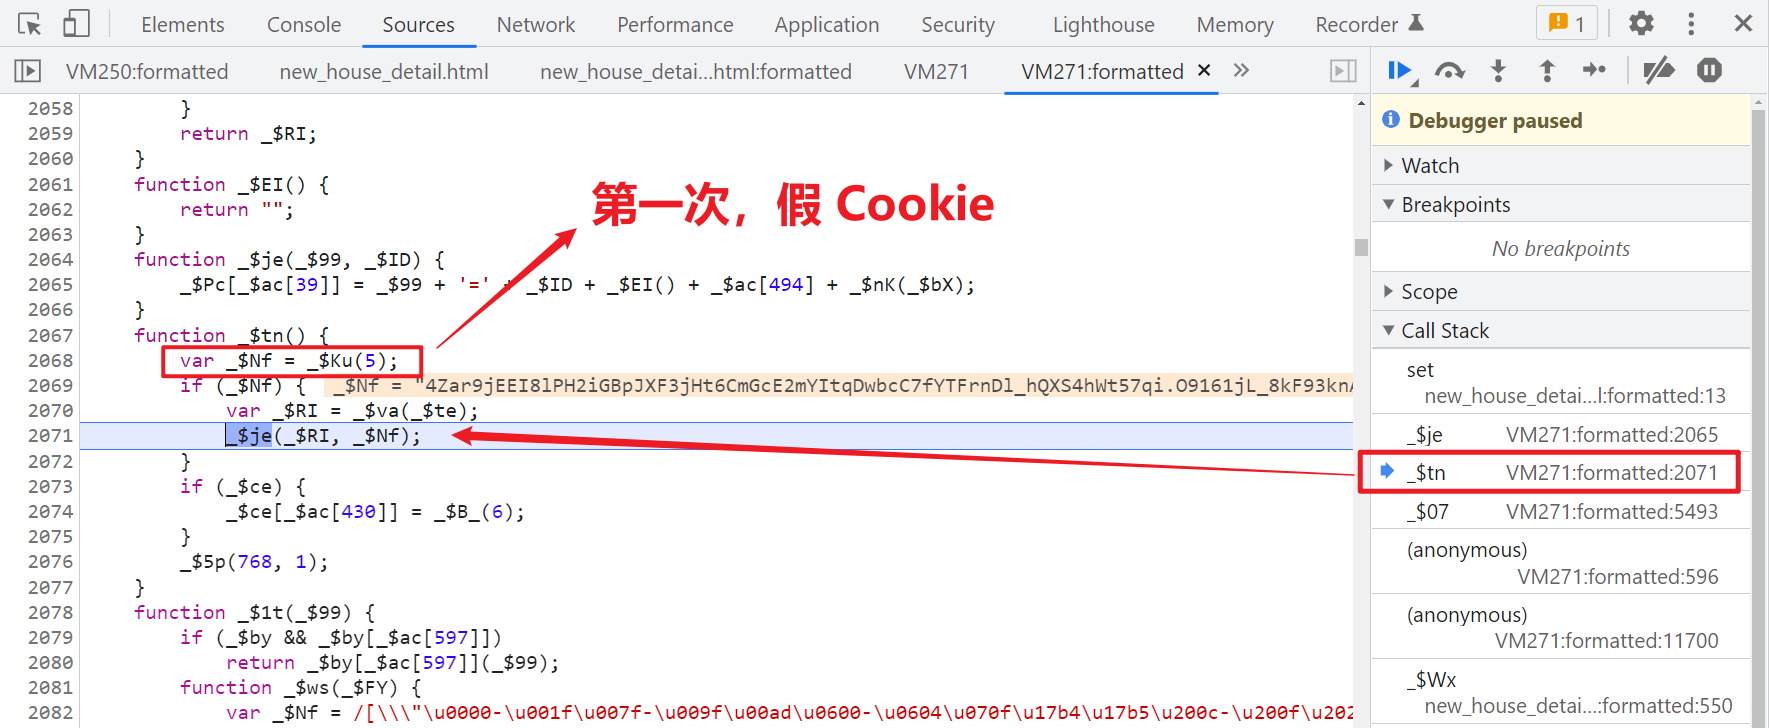 Elements Console Sources Network Performance Application Security Lighthouse Memory Recorder 1
VM250:formatted new_house_detail.html new_house_detai...html:formatted VM271 VM271:formatted
2058 }
2059 return _$RI;
2060 }
2061 function _$EI() {
2062 return "";
2063 }
2064 function _$je(_$99, _$ID) {
2065 _$Pc[_$ac[39]] = _$99 + '=' + _$ID + _$EI() + _$ac[494] + _$nK(_$bX);
2066 }
2067 function _$tn() {
2068 var _$Nf = _$Ku(5);
2069 if (_$Nf) { _$Nf = "4Zar9jEEI8lPH2iGBpJXF3jHt6CmGcE2mYItqDwbcC7fYTFrnDl_hQXS4hWt57qi.O9161jL_8kF93knA
2070 var _$RI = _$va(_$te);
2071 _$je(_$RI, _$Nf);
2072 }
2073 if (_$ce) {
2074 _$ce[_$ac[430]] = _$B_(6);
2075 }
2076 _$5p(768, 1);
2077 }
2078 function _$1t(_$99) {
2079 if (_$by && _$by[_$ac[597]])
2080 return _$by[_$ac[597]](_$99);
2081 function _$ws(_$FY) {
2082 var _$Nf = /[\\\"\u0000-\u001f\u007f-\u009f\u00ad\u0600-\u0604\u070f\u17b4\u17b5\u200c-\u200f\u202
第一次，假 Cookie
Debugger paused
Watch
Breakpoints
No breakpoints
Scope
Call Stack
set
new_house_detai...l:formatted:13
_$je VM271:formatted:2065
_$tn VM271:formatted:2071
_$07 VM271:formatted:5493
(anonymous)
VM271:formatted:596
(anonymous)
VM271:formatted:11700
_$Wx
new_house_detai...:formatted:550